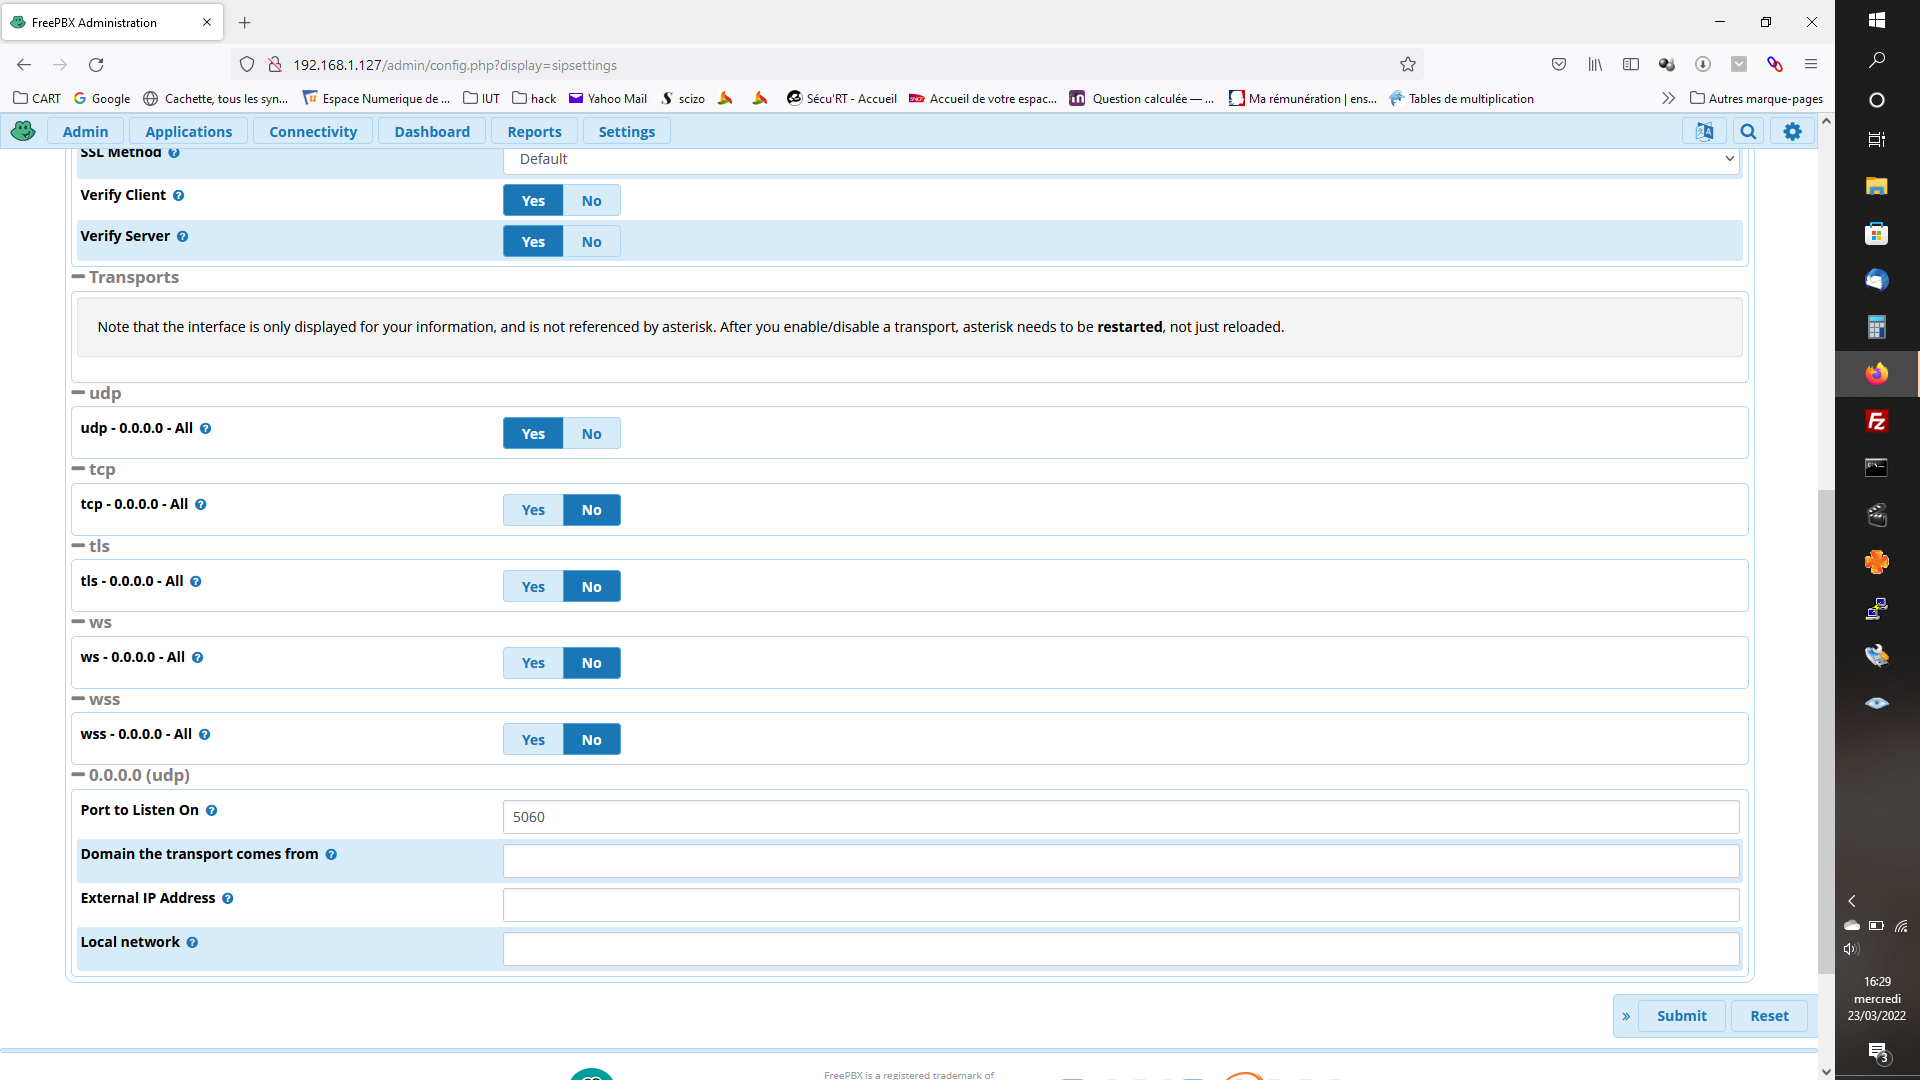 FreePBX Administration
192.168.1.127/admin/config.php?display=sipsettings
CART Google Cachette, tous les syn... Espace Numerique de ... IUT hack Yahoo Mail scizo Sécu'RT - Accueil Accueil de votre espac... Question calculée — ... Ma rémunération | ens... Tables de multiplication Autres marque-pages
Admin Applications Connectivity Dashboard Reports Settings
SSL Method Default
Verify Client Yes No
Verify Server Yes No
Transports
Note that the interface is only displayed for your information, and is not referenced by asterisk. After you enable/disable a transport, asterisk needs to be restarted, not just reloaded.
udp
udp - 0.0.0.0 - All Yes No
tcp
tcp - 0.0.0.0 - All Yes No
tls
tls - 0.0.0.0 - All Yes No
ws
ws - 0.0.0.0 - All Yes No
wss
wss - 0.0.0.0 - All Yes No
0.0.0.0 (udp)
Port to Listen On 5060
Domain the transport comes from
External IP Address
Local network
Submit Reset
FreePBX is a registered trademark of
16:29
mercredi
23/03/2022
3